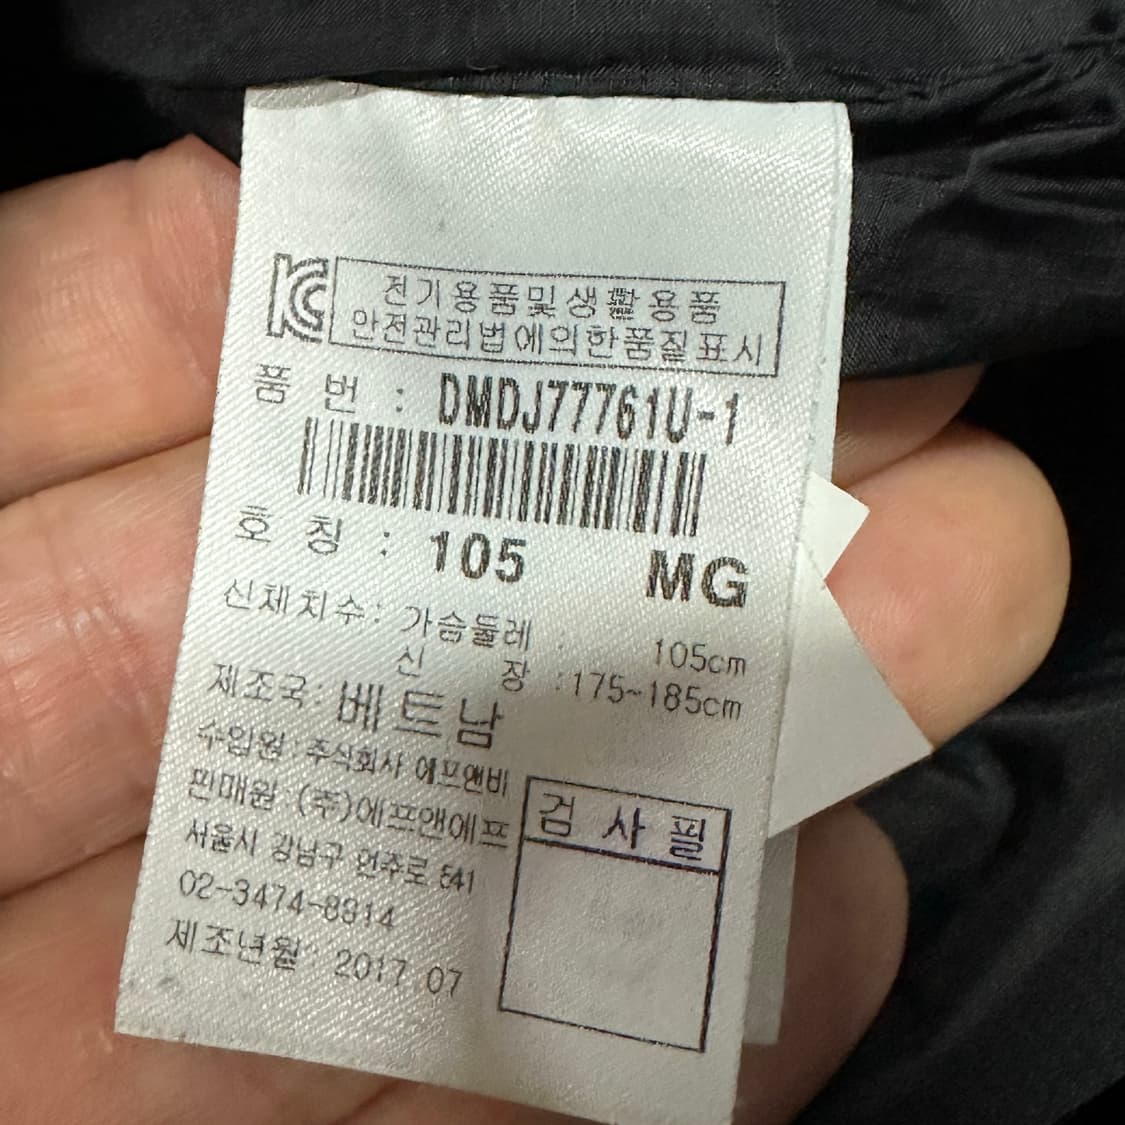 KC
전기용품및생활용품
안전관리법에의한품질표시
품 번 : DMDJ77761U-1
호 칭 : 105 MG
신체치수: 가슴둘레 : 105cm
신 장 :175~185cm
제조국: 베트남
수입원 :주식회사 에프앤비
판매원 :(주)에프앤에프
서울시 강남구 언주로 541
02-3474-8814
제조년월: 2017 07
검 사 필